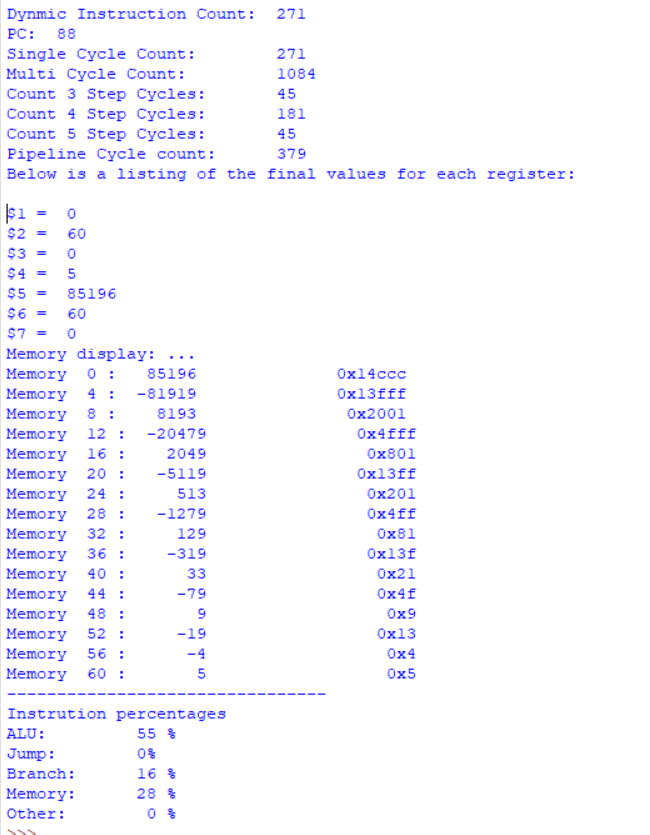 Dynmic Instruction Count:  271
PC:  88
Single Cycle Count:        271
Multi Cycle Count:         1084
Count 3 Step Cycles:       45
Count 4 Step Cycles:       181
Count 5 Step Cycles:       45
Pipeline Cycle count:      379
Below is a listing of the final values for each register:

$1 =  0
$2 =  60
$3 =  0
$4 =  5
$5 =  85196
$6 =  60
$7 =  0
Memory display: ...
Memory  0 :   85196              0x14ccc
Memory  4 :  -81919              0x13fff
Memory  8 :   8193                0x2001
Memory  12 :  -20479               0x4fff
Memory  16 :    2049                0x801
Memory  20 :   -5119               0x13ff
Memory  24 :     513                0x201
Memory  28 :   -1279                0x4ff
Memory  32 :     129                 0x81
Memory  36 :    -319                0x13f
Memory  40 :      33                 0x21
Memory  44 :     -79                 0x4f
Memory  48 :       9                  0x9
Memory  52 :     -19                 0x13
Memory  56 :      -4                  0x4
Memory  60 :       5                  0x5
--------------------------------
Instrution percentages
ALU:         55 %
Jump:        0%
Branch:      16 %
Memory:      28 %
Other:        0 %
>>>